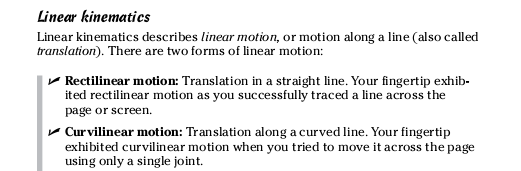 Linear kinematics
Linear kinematics describes linear motion, or motion along a line (also called
translation). There are two forms of linear motion:
✓ Rectilinear motion: Translation in a straight line. Your fingertip exhib-
ited rectilinear motion as you successfully traced a line across the
page or screen.
✓ Curvilinear motion: Translation along a curved line. Your fingertip
exhibited curvilinear motion when you tried to move it across the page
using only a single joint.